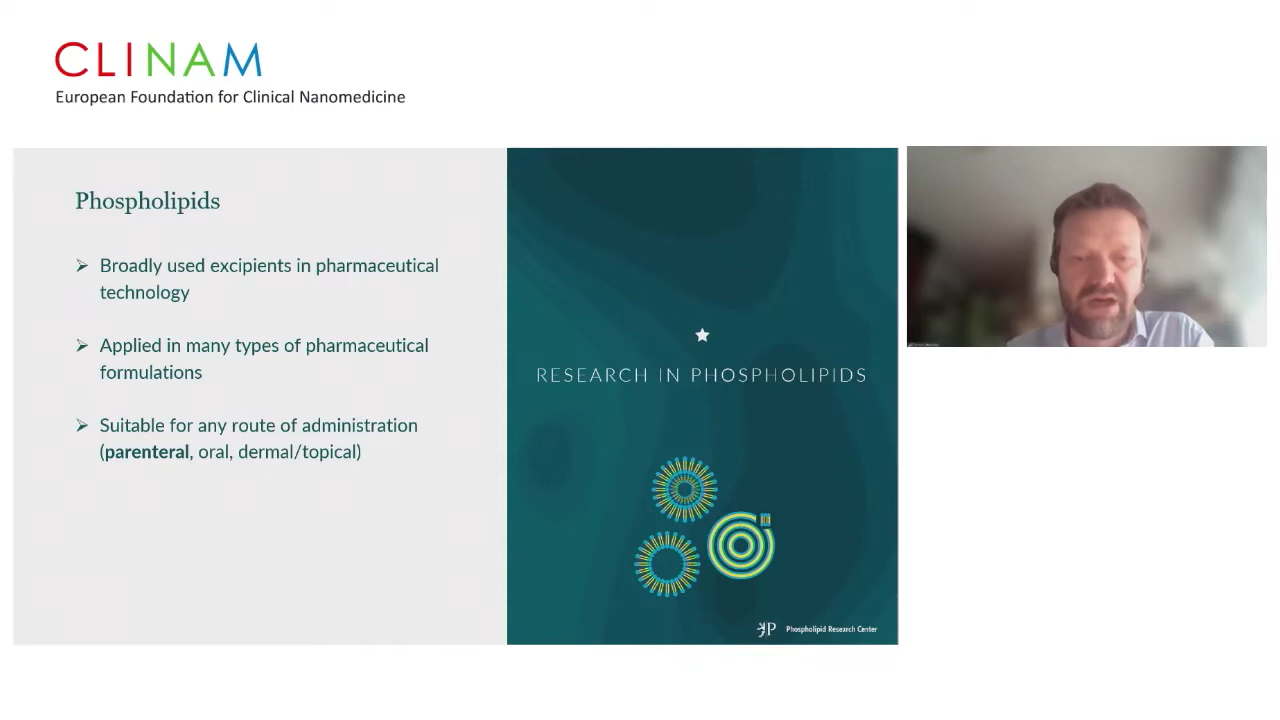 CLINAM
European Foundation for Clinical Nanomedicine
Phospholipids
➢ Broadly used excipients in pharmaceutical
technology
➢ Applied in many types of pharmaceutical
formulations
➢ Suitable for any route of administration
(parenteral, oral, dermal/topical)
RESEARCH IN PHOSPHOLIPIDS
Phospholipid Research Center